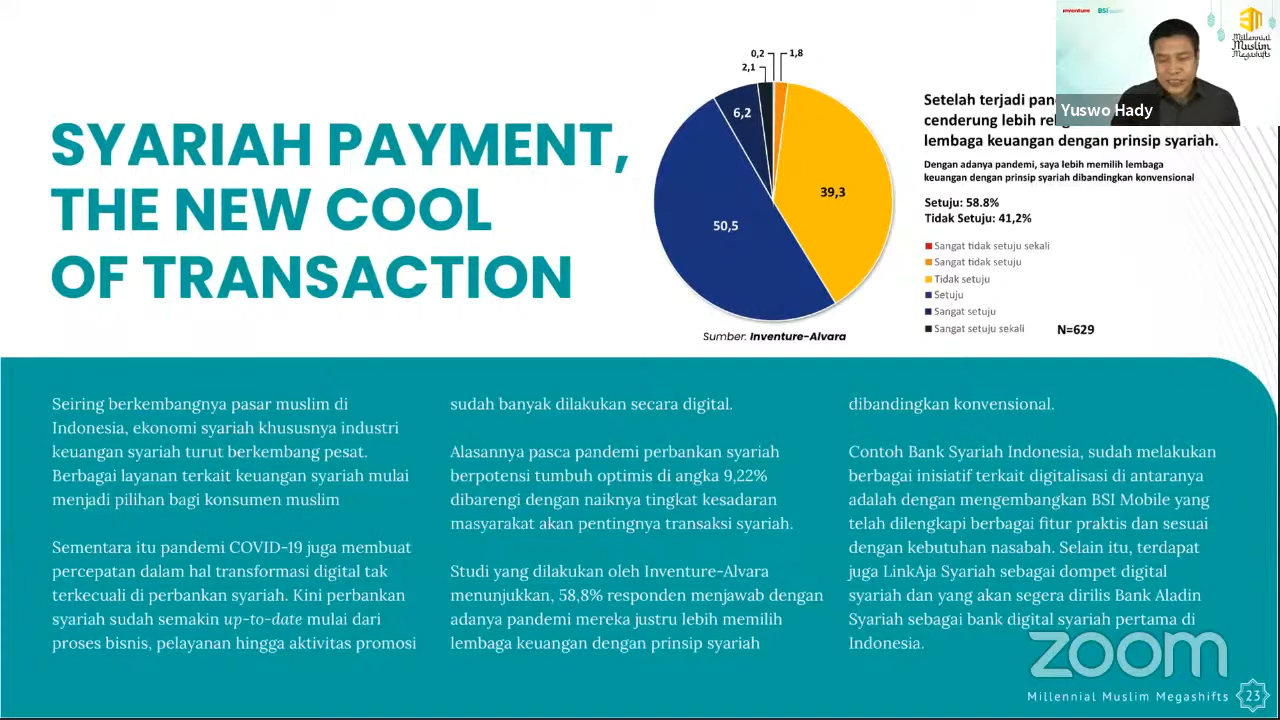 inventure BSI
Millennial
Muslim
Megashifts
Yuswo Hady
SYARIAH PAYMENT,
THE NEW COOL
OF TRANSACTION
0,2
1,8
2,1
6,2
39,3
50,5
Sumber: Inventure-Alvara
Setelah terjadi
cenderung lebih
lembaga keuangan dengan prinsip syariah.
Dengan adanya pandemi, saya lebih memilih lembaga
keuangan dengan prinsip syariah dibandingkan konvensional
Setuju: 58.8%
Tidak Setuju: 41,2%
Sangat tidak setuju sekali
Sangat tidak setuju
Tidak setuju
Setuju
Sangat setuju
Sangat setuju sekali
N=629
Seiring berkembangnya pasar muslim di
Indonesia, ekonomi syariah khususnya industri
keuangan syariah turut berkembang pesat.
Berbagai layanan terkait keuangan syariah mulai
menjadi pilihan bagi konsumen muslim
Sementara itu pandemi COVID-19 juga membuat
percepatan dalam hal transformasi digital tak
terkecuali di perbankan syariah. Kini perbankan
syariah sudah semakin up-to-date mulai dari
proses bisnis, pelayanan hingga aktivitas promosi
sudah banyak dilakukan secara digital.
Alasannya pasca pandemi perbankan syariah
berpotensi tumbuh optimis di angka 9,22%
dibarengi dengan naiknya tingkat kesadaran
masyarakat akan pentingnya transaksi syariah.
Studi yang dilakukan oleh Inventure-Alvara
menunjukkan, 58,8% responden menjawab dengan
adanya pandemi mereka justru lebih memilih
lembaga keuangan dengan prinsip syariah
dibandingkan konvensional.
Contoh Bank Syariah Indonesia, sudah melakukan
berbagai inisiatif terkait digitalisasi di antaranya
adalah dengan mengembangkan BSI Mobile yang
telah dilengkapi berbagai fitur praktis dan sesuai
dengan kebutuhan nasabah. Selain itu, terdapat
juga LinkAja Syariah sebagai dompet digital
syariah dan yang akan segera dirilis Bank Aladin
Syariah sebagai bank digital syariah pertama di
Indonesia.
zoom
Millennial Muslim Megashifts 23